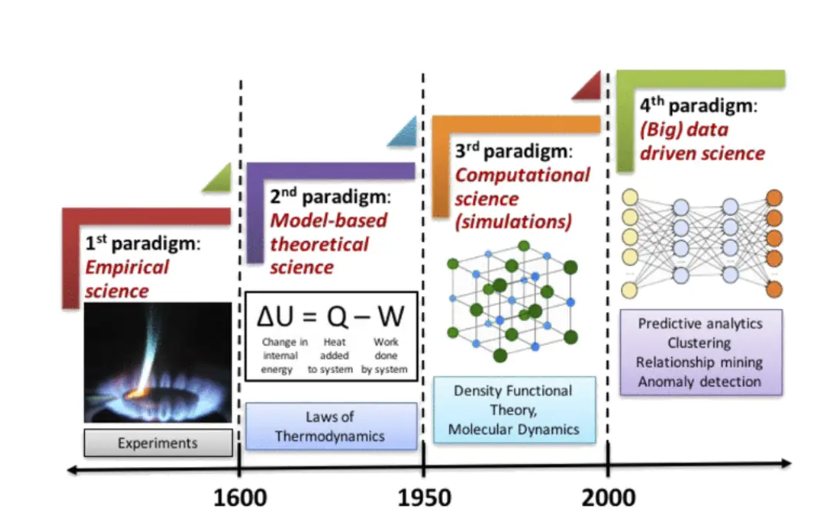 1st paradigm:
Empirical
science
Experiments
2nd paradigm:
Model-based
theoretical
science
ΔU = Q – W
Change in internal energy
Heat added to system
Work done by system
Laws of
Thermodynamics
3rd paradigm:
Computational
science
(simulations)
Density Functional
Theory,
Molecular Dynamics
4th paradigm:
(Big) data
driven science
Predictive analytics
Clustering
Relationship mining
Anomaly detection
1600
1950
2000